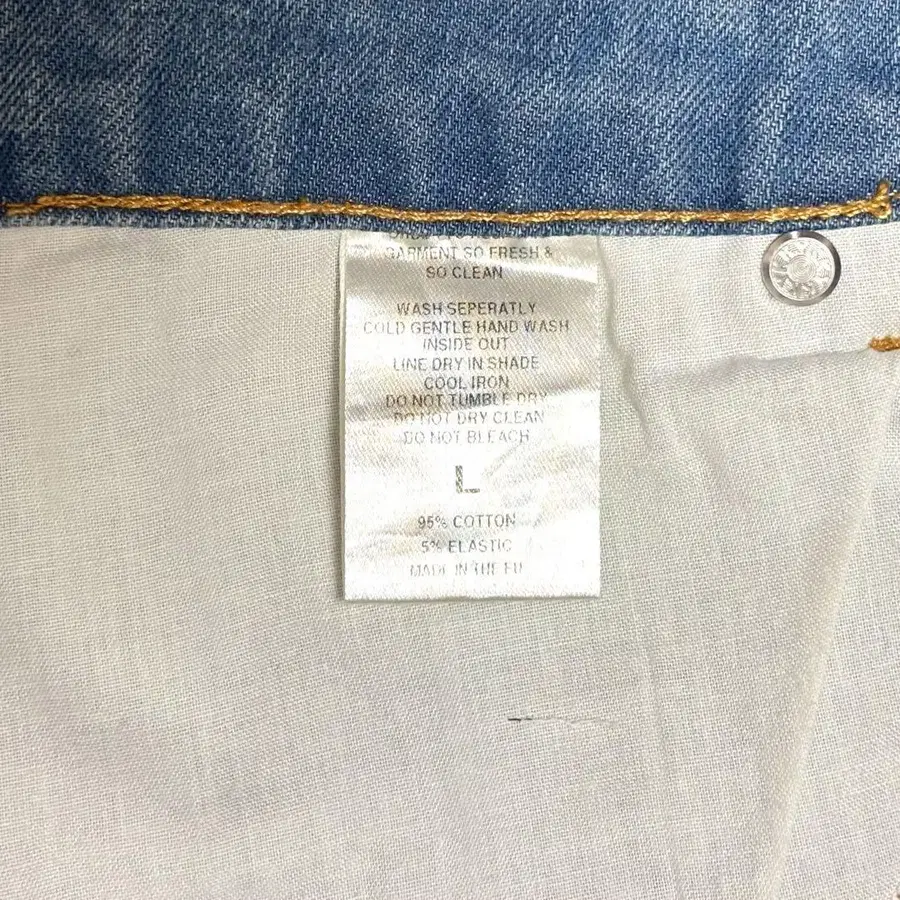 GARMENT SO FRESH &
SO CLEAN
WASH SEPERATLY
COLD GENTLE HAND WASH
INSIDE OUT
LINE DRY IN SHADE
COOL IRON
DO NOT TUMBLE DRY
DO NOT DRY CLEAN
DO NOT BLEACH
L
95% COTTON
5% ELASTIC
MADE IN THE EU